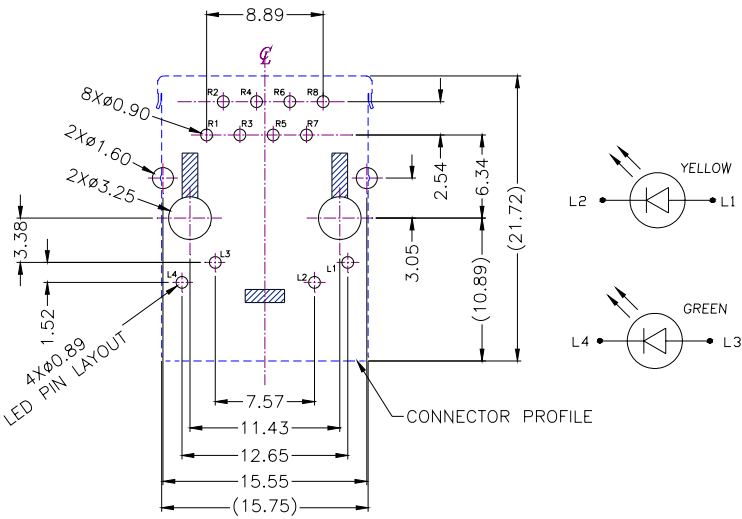 8.89
℄
R2 R4 R6 R8
8Xø0.90
R1 R3 R5 R7
2Xø1.60
2Xø3.25
2.54
6.34
(21.72)
3.38
3.05
(10.89)
L3
L1
L4
L2
1.52
4Xø0.89
LED PIN LAYOUT
7.57
11.43
12.65
15.55
(15.75)
CONNECTOR PROFILE
YELLOW
L2 L1
GREEN
L4 L3